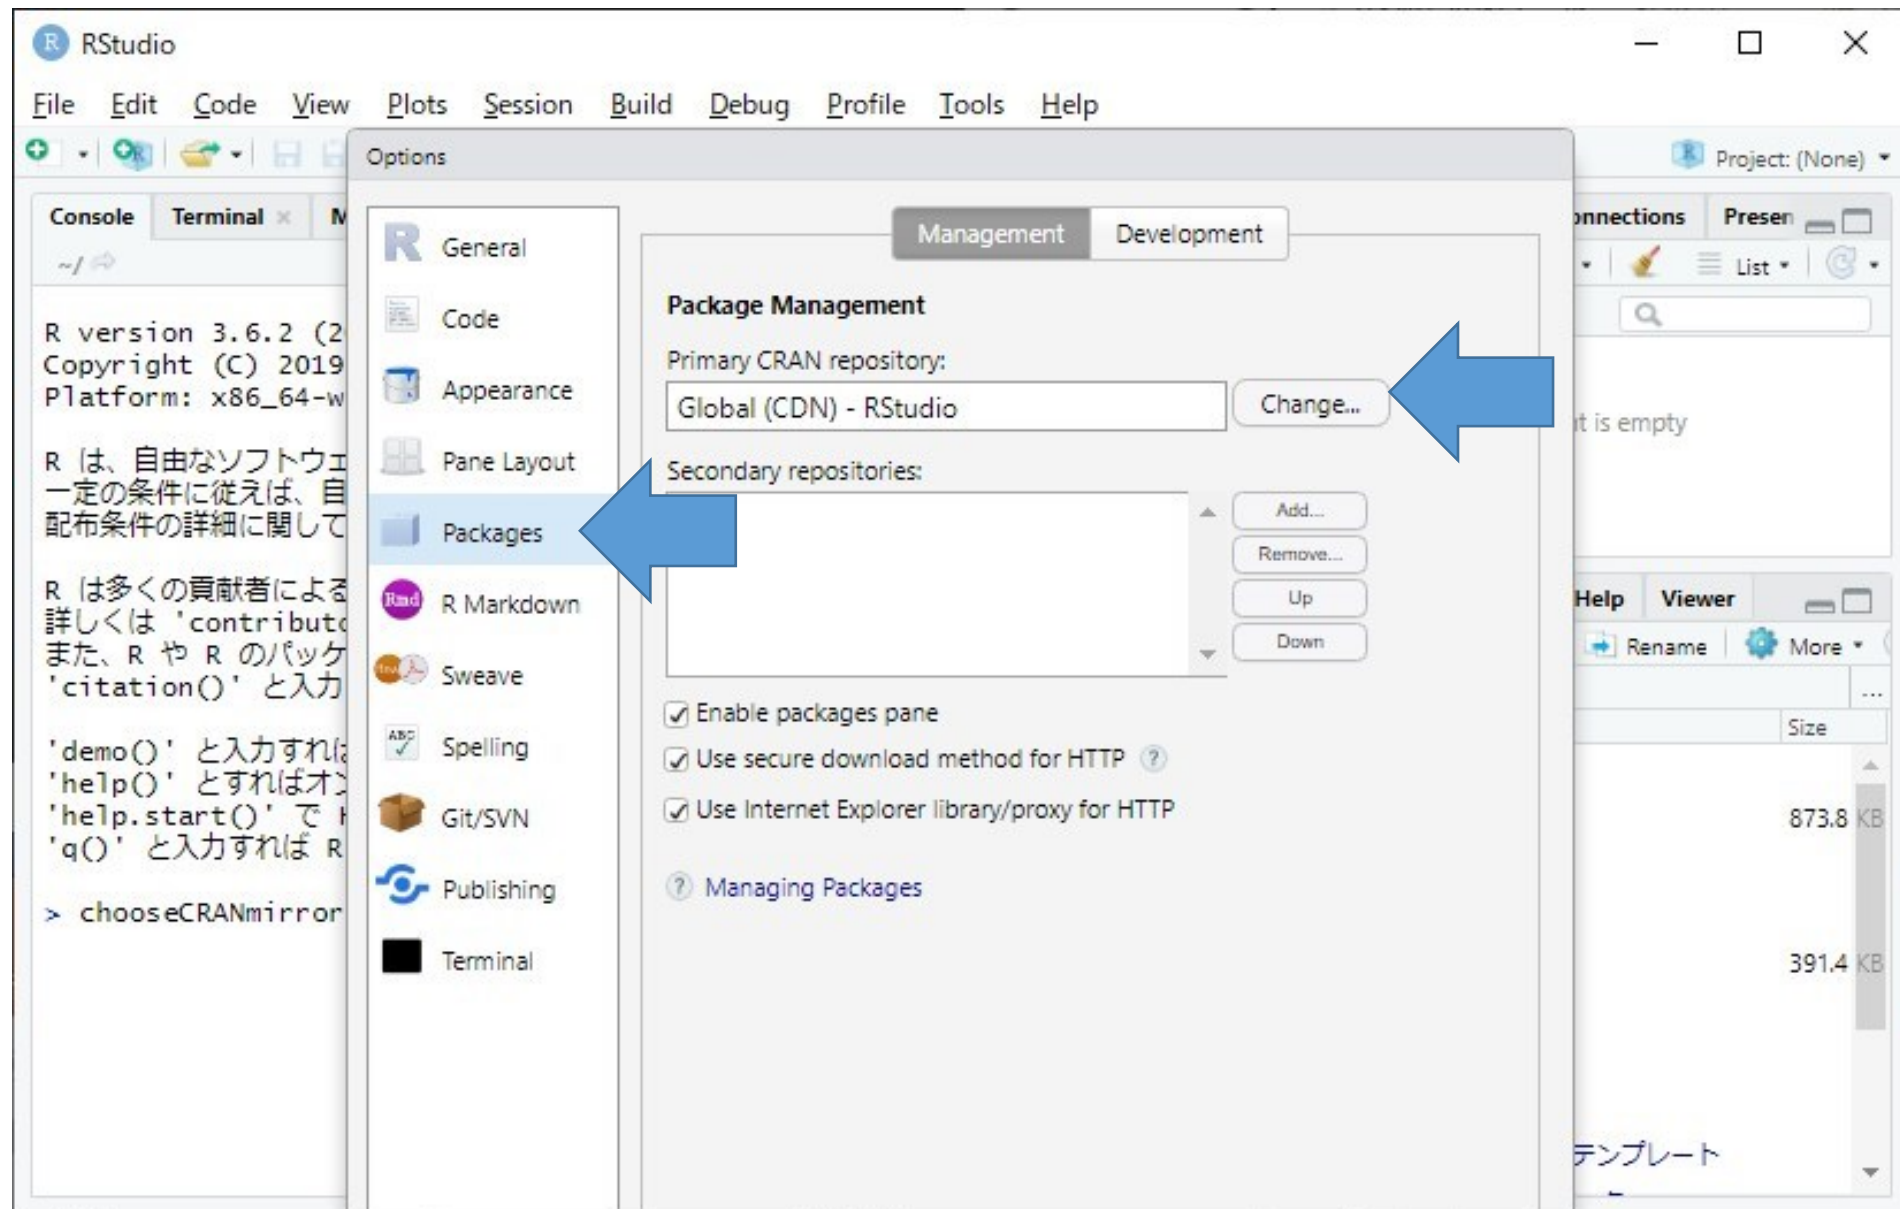 RStudio
File Edit Code View Plots Session Build Debug Profile Tools Help
Project: (None)
Console Terminal
~/
R version 3.6.2 (2
Copyright (C) 2019
Platform: x86_64-w
R は、自由なソフトウェ
一定の条件に従えば、自
配布条件の詳細に関して
R は多くの貢献者による
詳しくは 'contributo
また、R や R のパッケ
'citation()' と入力
'demo()' と入力すれば
'help()' とすればオン
'help.start()' で H
'q()' と入力すれば R
> chooseCRANmirror
Options
General
Code
Appearance
Pane Layout
Packages
Rmd R Markdown
Sweave
ABC Spelling
Git/SVN
Publishing
Terminal
Management Development
Package Management
Primary CRAN repository:
Global (CDN) - RStudio Change...
Secondary repositories:
Add...
Remove...
Up
Down
Enable packages pane
Use secure download method for HTTP ?
Use Internet Explorer library/proxy for HTTP
? Managing Packages
onnections Presen
List
t is empty
Help Viewer
Rename More
...
Size
873.8 KB
391.4 KB
テンプレート